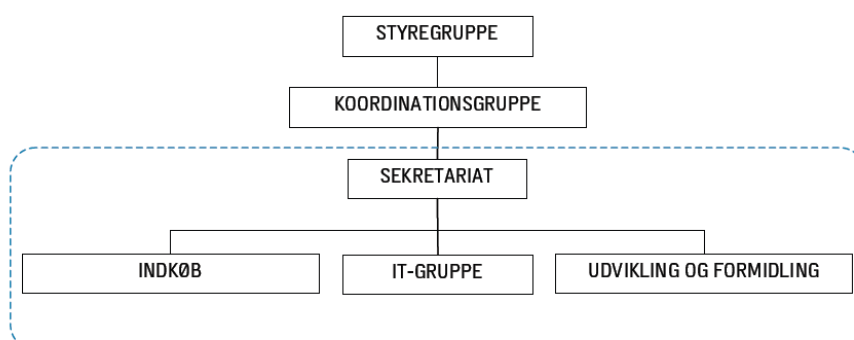 STYREGRUPPE
KOORDINATIONSGRUPPE
SEKRETARIAT
INDKØB
IT-GRUPPE
UDVIKLING OG FORMIDLING